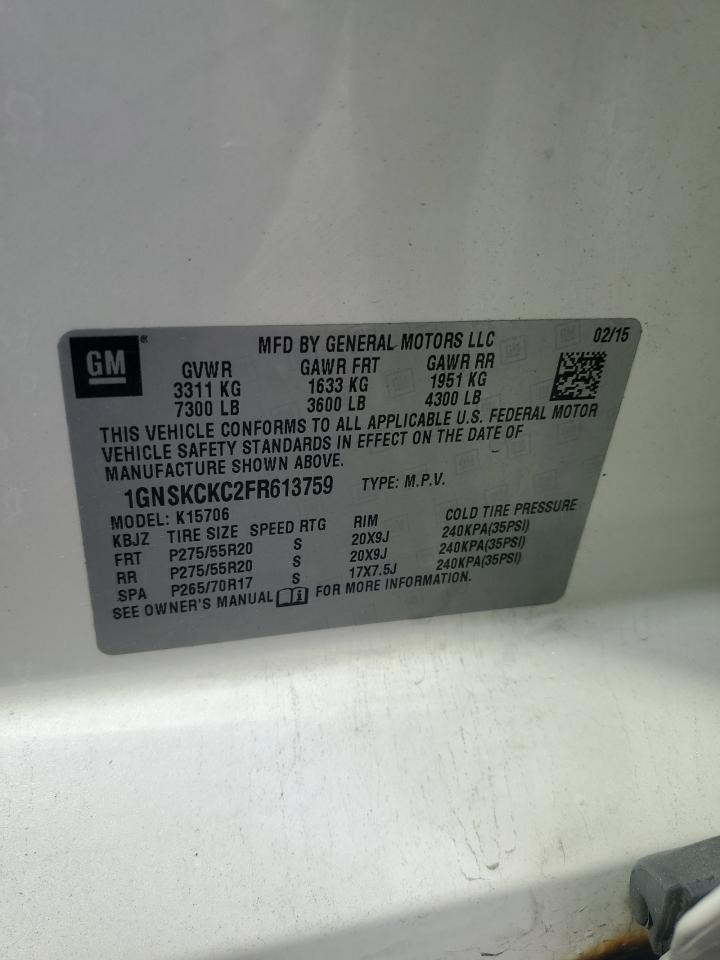 GM®
MFD BY GENERAL MOTORS LLC 02/15
GVWR GAWR FRT GAWR RR
3311 KG 1633 KG 1951 KG
7300 LB 3600 LB 4300 LB
THIS VEHICLE CONFORMS TO ALL APPLICABLE U.S. FEDERAL MOTOR
VEHICLE SAFETY STANDARDS IN EFFECT ON THE DATE OF
MANUFACTURE SHOWN ABOVE.
1GNSKCKC2FR613759 TYPE: M.P.V.
MODEL: K15706
KBJZ TIRE SIZE SPEED RTG RIM COLD TIRE PRESSURE
FRT P275/55R20 S 20X9J 240KPA(35PSI)
RR P275/55R20 S 20X9J 240KPA(35PSI)
SPA P265/70R17 S 17X7.5J 240KPA(35PSI)
SEE OWNER'S MANUAL FOR MORE INFORMATION.